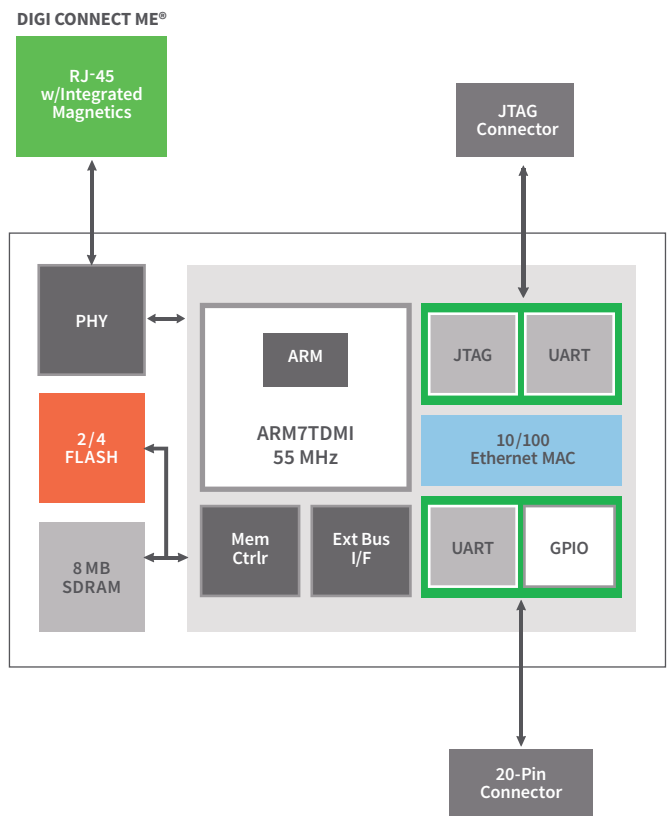 DIGI CONNECT ME®
RJ-45
w/Integrated
Magnetics
JTAG
Connector
PHY
ARM
JTAG
UART
ARM7TDMI
55 MHz
10/100
Ethernet MAC
2/4
FLASH
Mem
Ctrlr
Ext Bus
I/F
UART
GPIO
8 MB
SDRAM
20-Pin
Connector